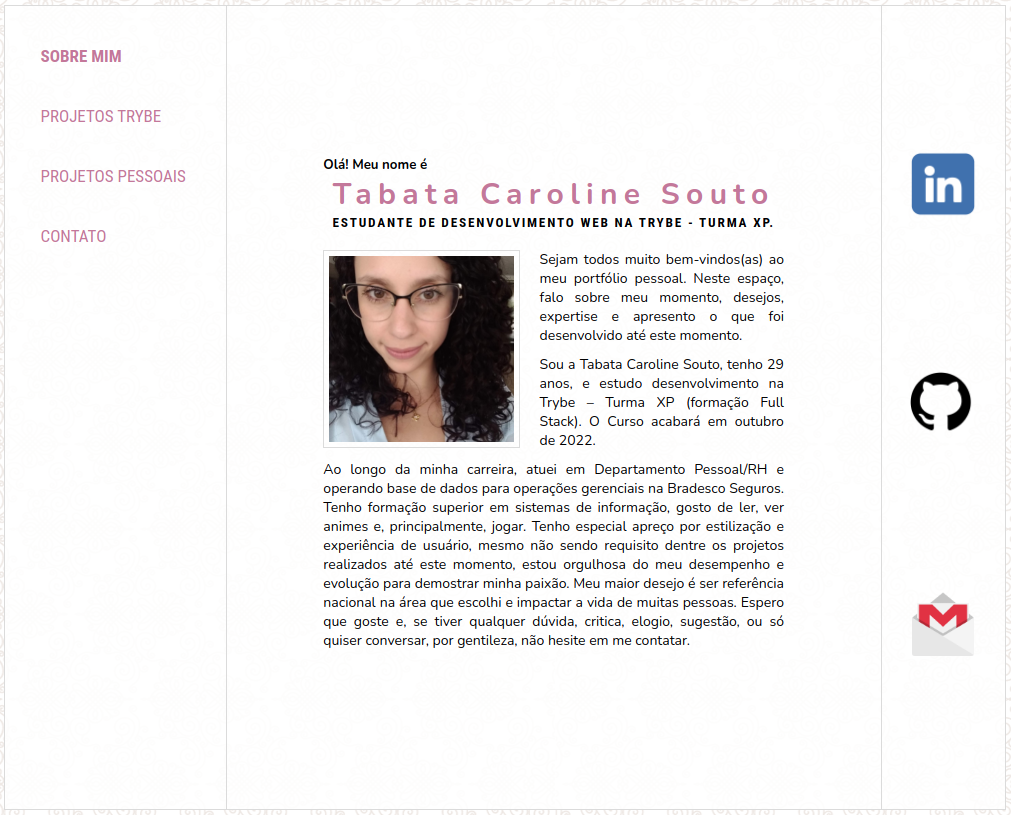 SOBRE MIM
PROJETOS TRYBE
PROJETOS PESSOAIS
CONTATO
Olá! Meu nome é
Tabata Caroline Souto
ESTUDANTE DE DESENVOLVIMENTO WEB NA TRYBE - TURMA XP.
Sejam todos muito bem-vindos(as) ao
meu portfólio pessoal. Neste espaço,
falo sobre meu momento, desejos,
expertise e apresento o que foi
desenvolvido até este momento.
Sou a Tabata Caroline Souto, tenho 29
anos, e estudo desenvolvimento na
Trybe – Turma XP (formação Full
Stack). O Curso acabará em outubro
de 2022.
Ao longo da minha carreira, atuei em Departamento Pessoal/RH e
operando base de dados para operações gerenciais na Bradesco Seguros.
Tenho formação superior em sistemas de informação, gosto de ler, ver
animes e, principalmente, jogar. Tenho especial apreço por estilização e
experiência de usuário, mesmo não sendo requisito dentre os projetos
realizados até este momento, estou orgulhosa do meu desempenho e
evolução para demostrar minha paixão. Meu maior desejo é ser referência
nacional na área que escolhi e impactar a vida de muitas pessoas. Espero
que goste e, se tiver qualquer dúvida, critica, elogio, sugestão, ou só
quiser conversar, por gentileza, não hesite em me contatar.
in
M